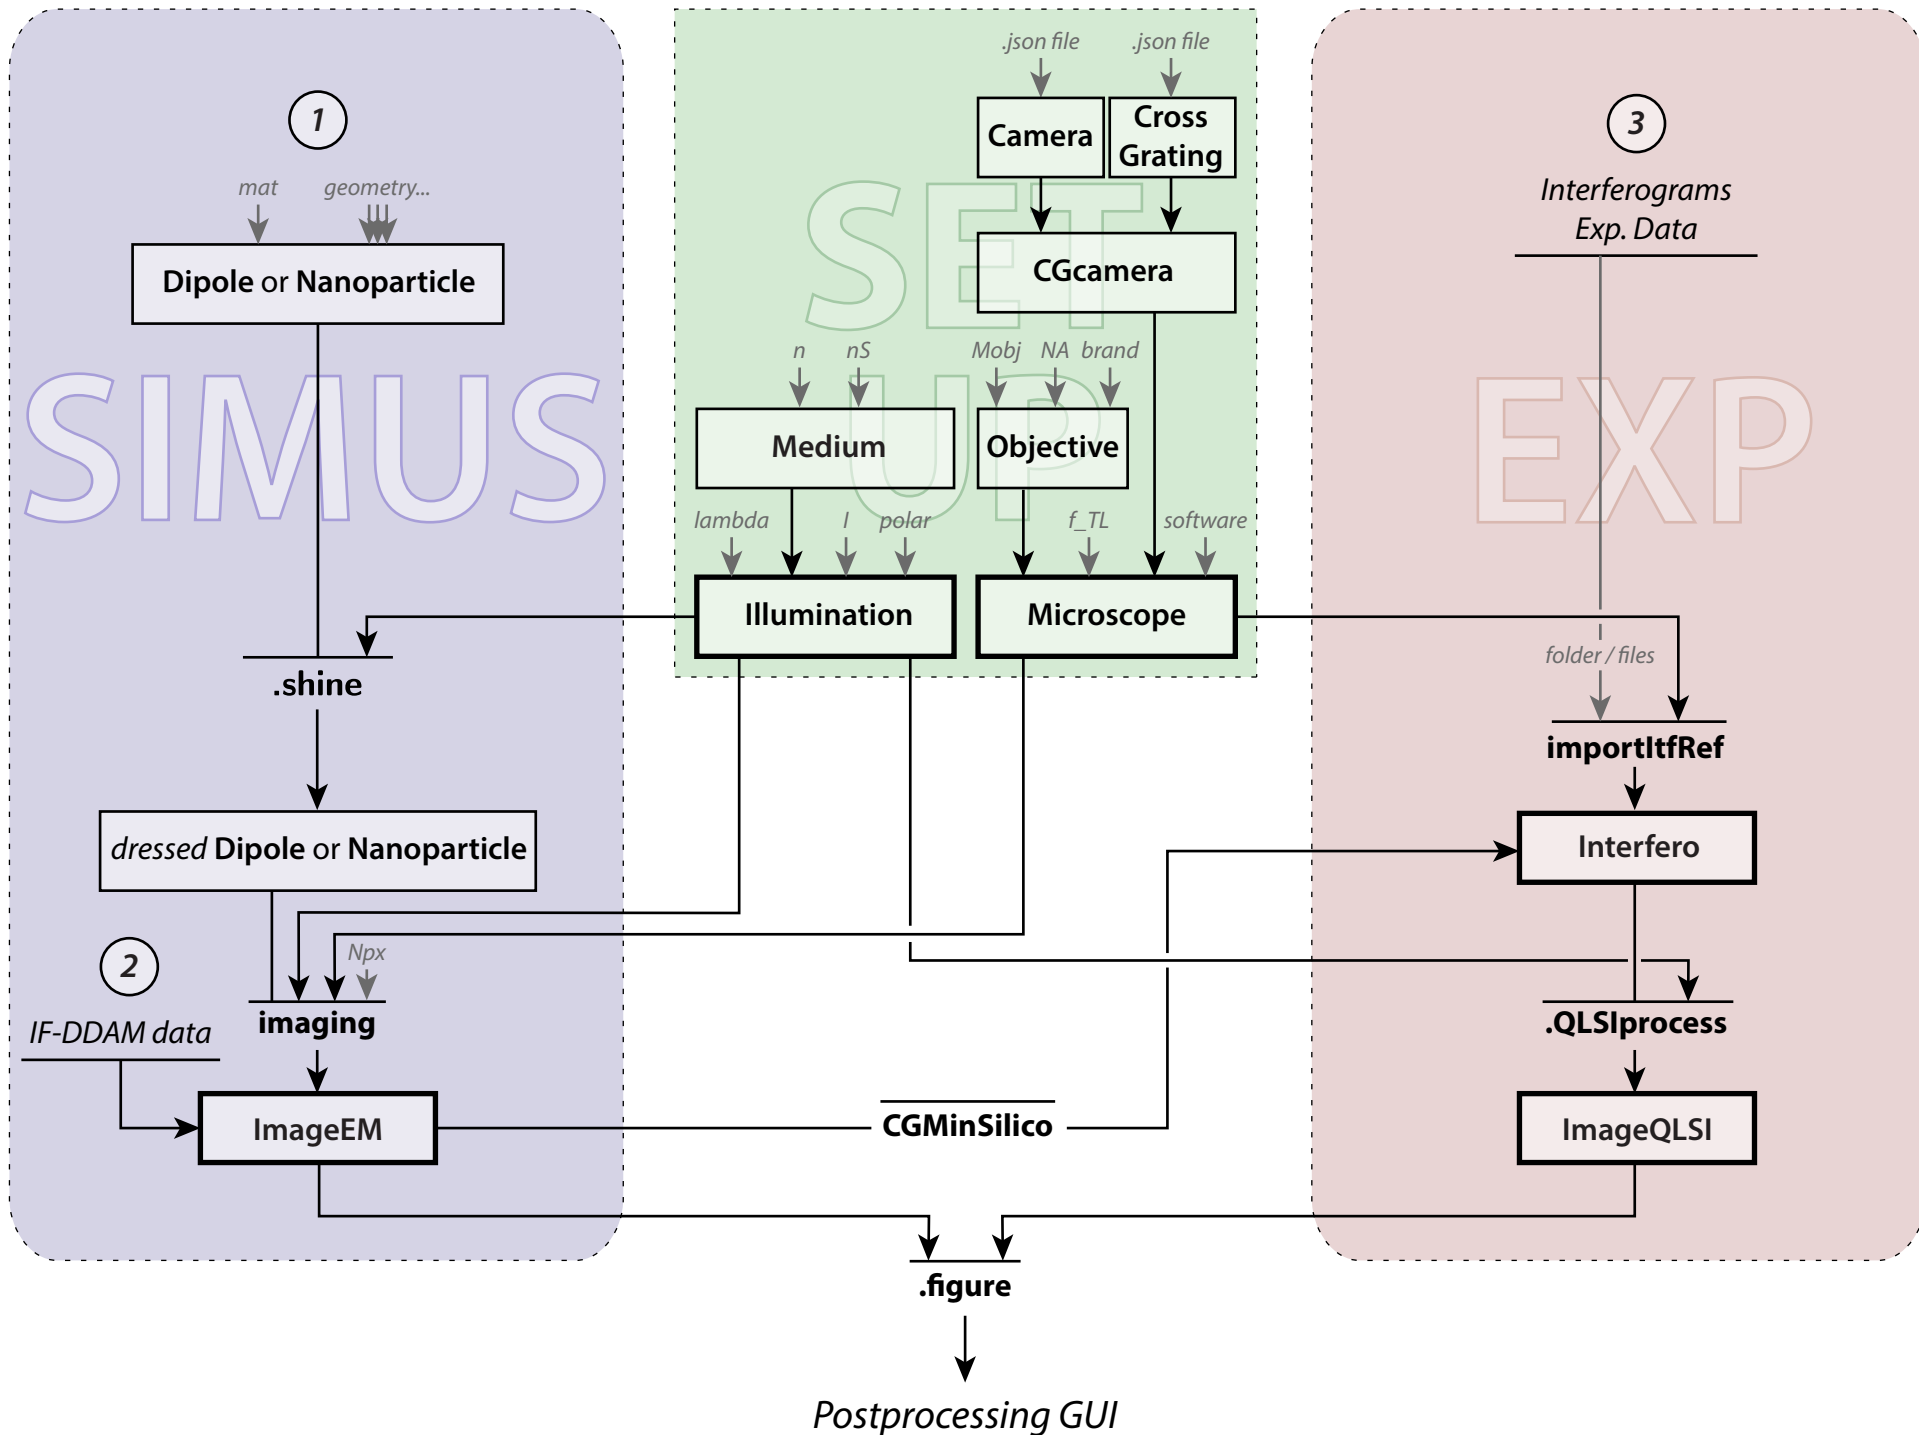 .json file
.json file
1
3
Camera
Cross
Grating
mat
geometry...
Interferograms
Exp. Data
SET
UP
CGcamera
Dipole or Nanoparticle
n
nS
Mobj
NA
brand
SIMUS
EXP
Medium
Objective
lambda
I
polar
f_TL
software
Illumination
Microscope
folder / files
.shine
importItfRef
dressed Dipole or Nanoparticle
Interfero
2
Npx
IF-DDAM data
imaging
.QLSIprocess
ImageEM
CGMinSilico
ImageQLSI
.figure
Postprocessing GUI